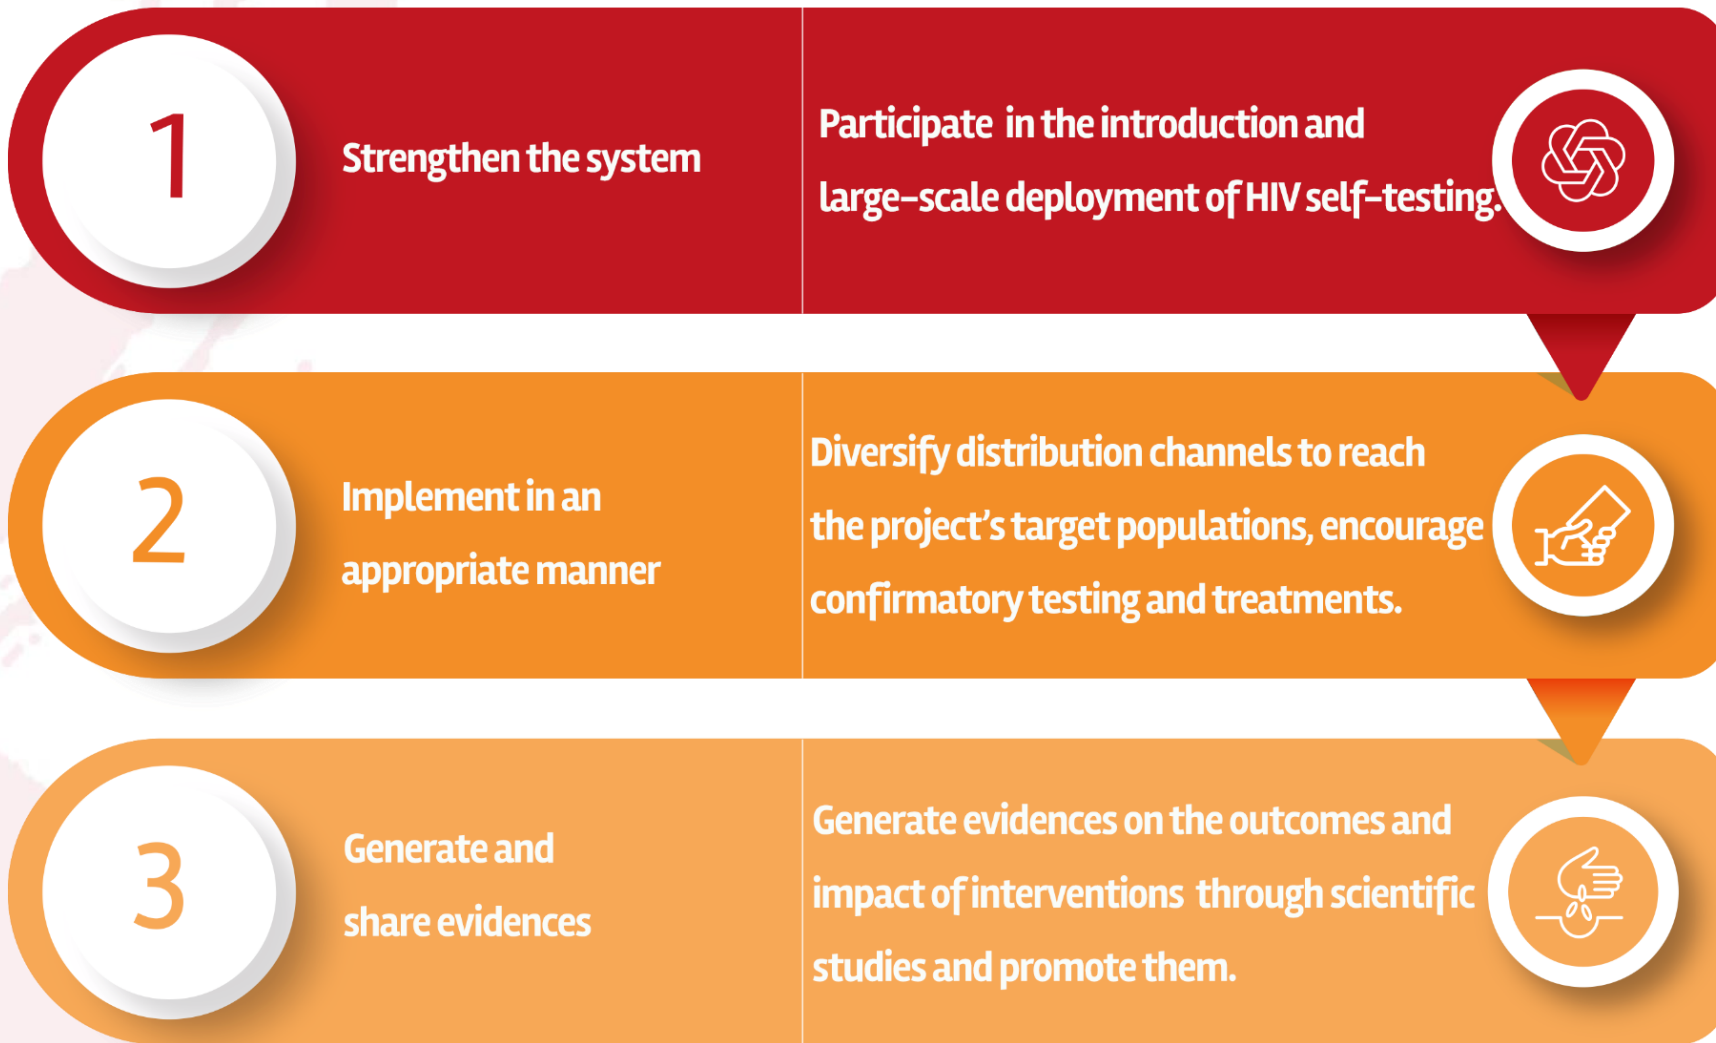 1
Strengthen the system
Participate in the introduction and
large-scale deployment of HIV self-testing.
2
Implement in an
appropriate manner
Diversify distribution channels to reach
the project's target populations, encourage
confirmatory testing and treatments.
3
Generate and
share evidences
Generate evidences on the outcomes and
impact of interventions through scientific
studies and promote them.